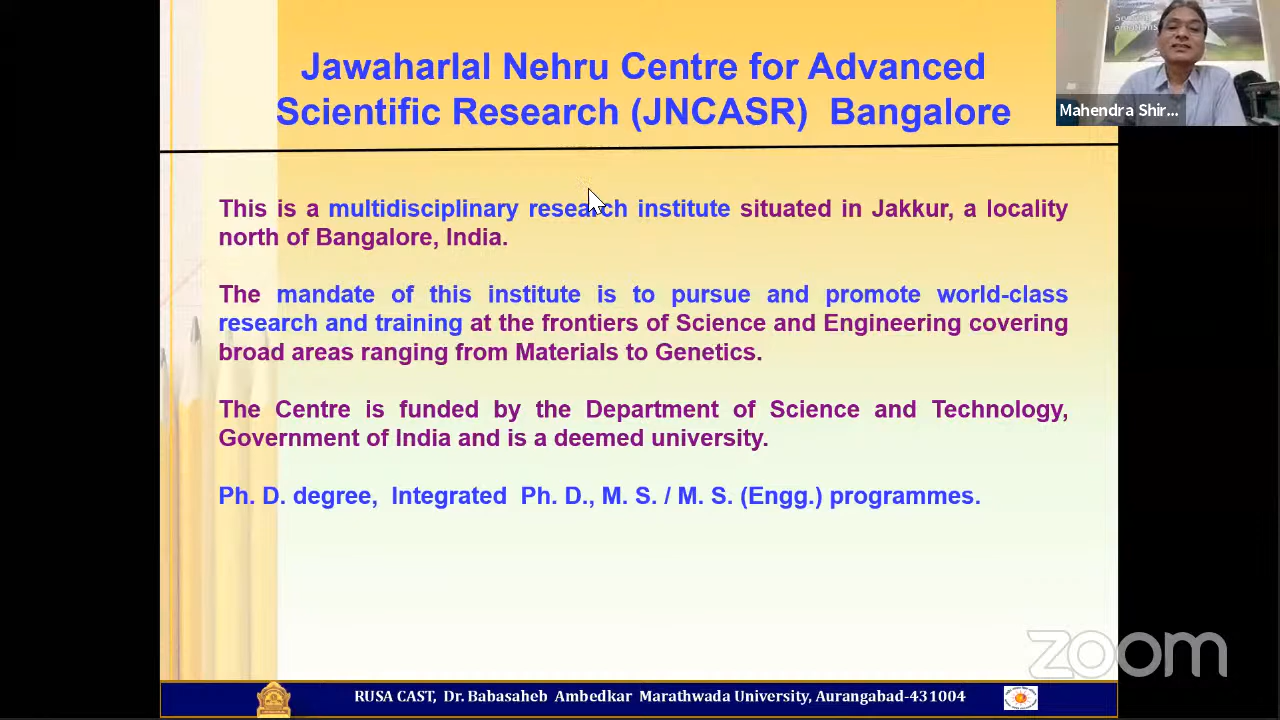 Jawaharlal Nehru Centre for Advanced
Scientific Research (JNCASR) Bangalore
Mahendra Shir...
This is a multidisciplinary research institute situated in Jakkur, a locality
north of Bangalore, India.
The mandate of this institute is to pursue and promote world-class
research and training at the frontiers of Science and Engineering covering
broad areas ranging from Materials to Genetics.
The Centre is funded by the Department of Science and Technology,
Government of India and is a deemed university.
Ph. D. degree, Integrated Ph. D., M. S. / M. S. (Engg.) programmes.
zoom
RUSA CAST, Dr. Babasaheb Ambedkar Marathwada University, Aurangabad-431004